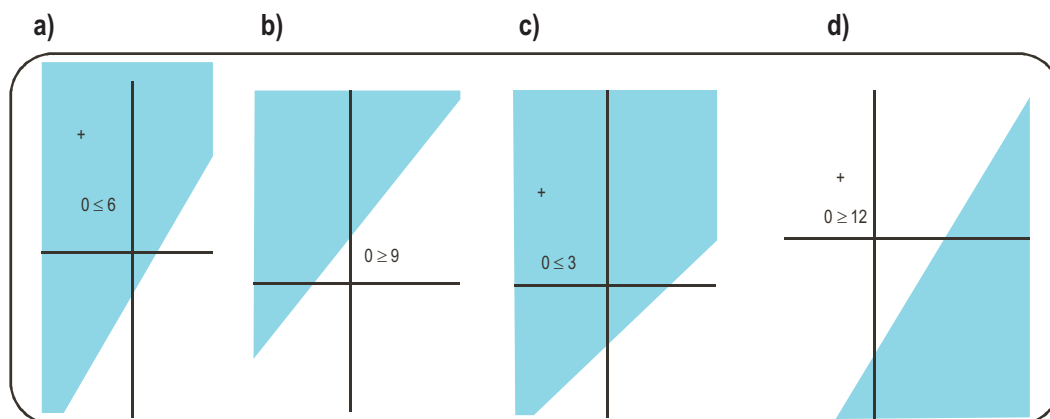 a) b) c) d)
+
0 ≤ 6
0 ≥ 9
+
0 ≤ 3
+
0 ≥ 12